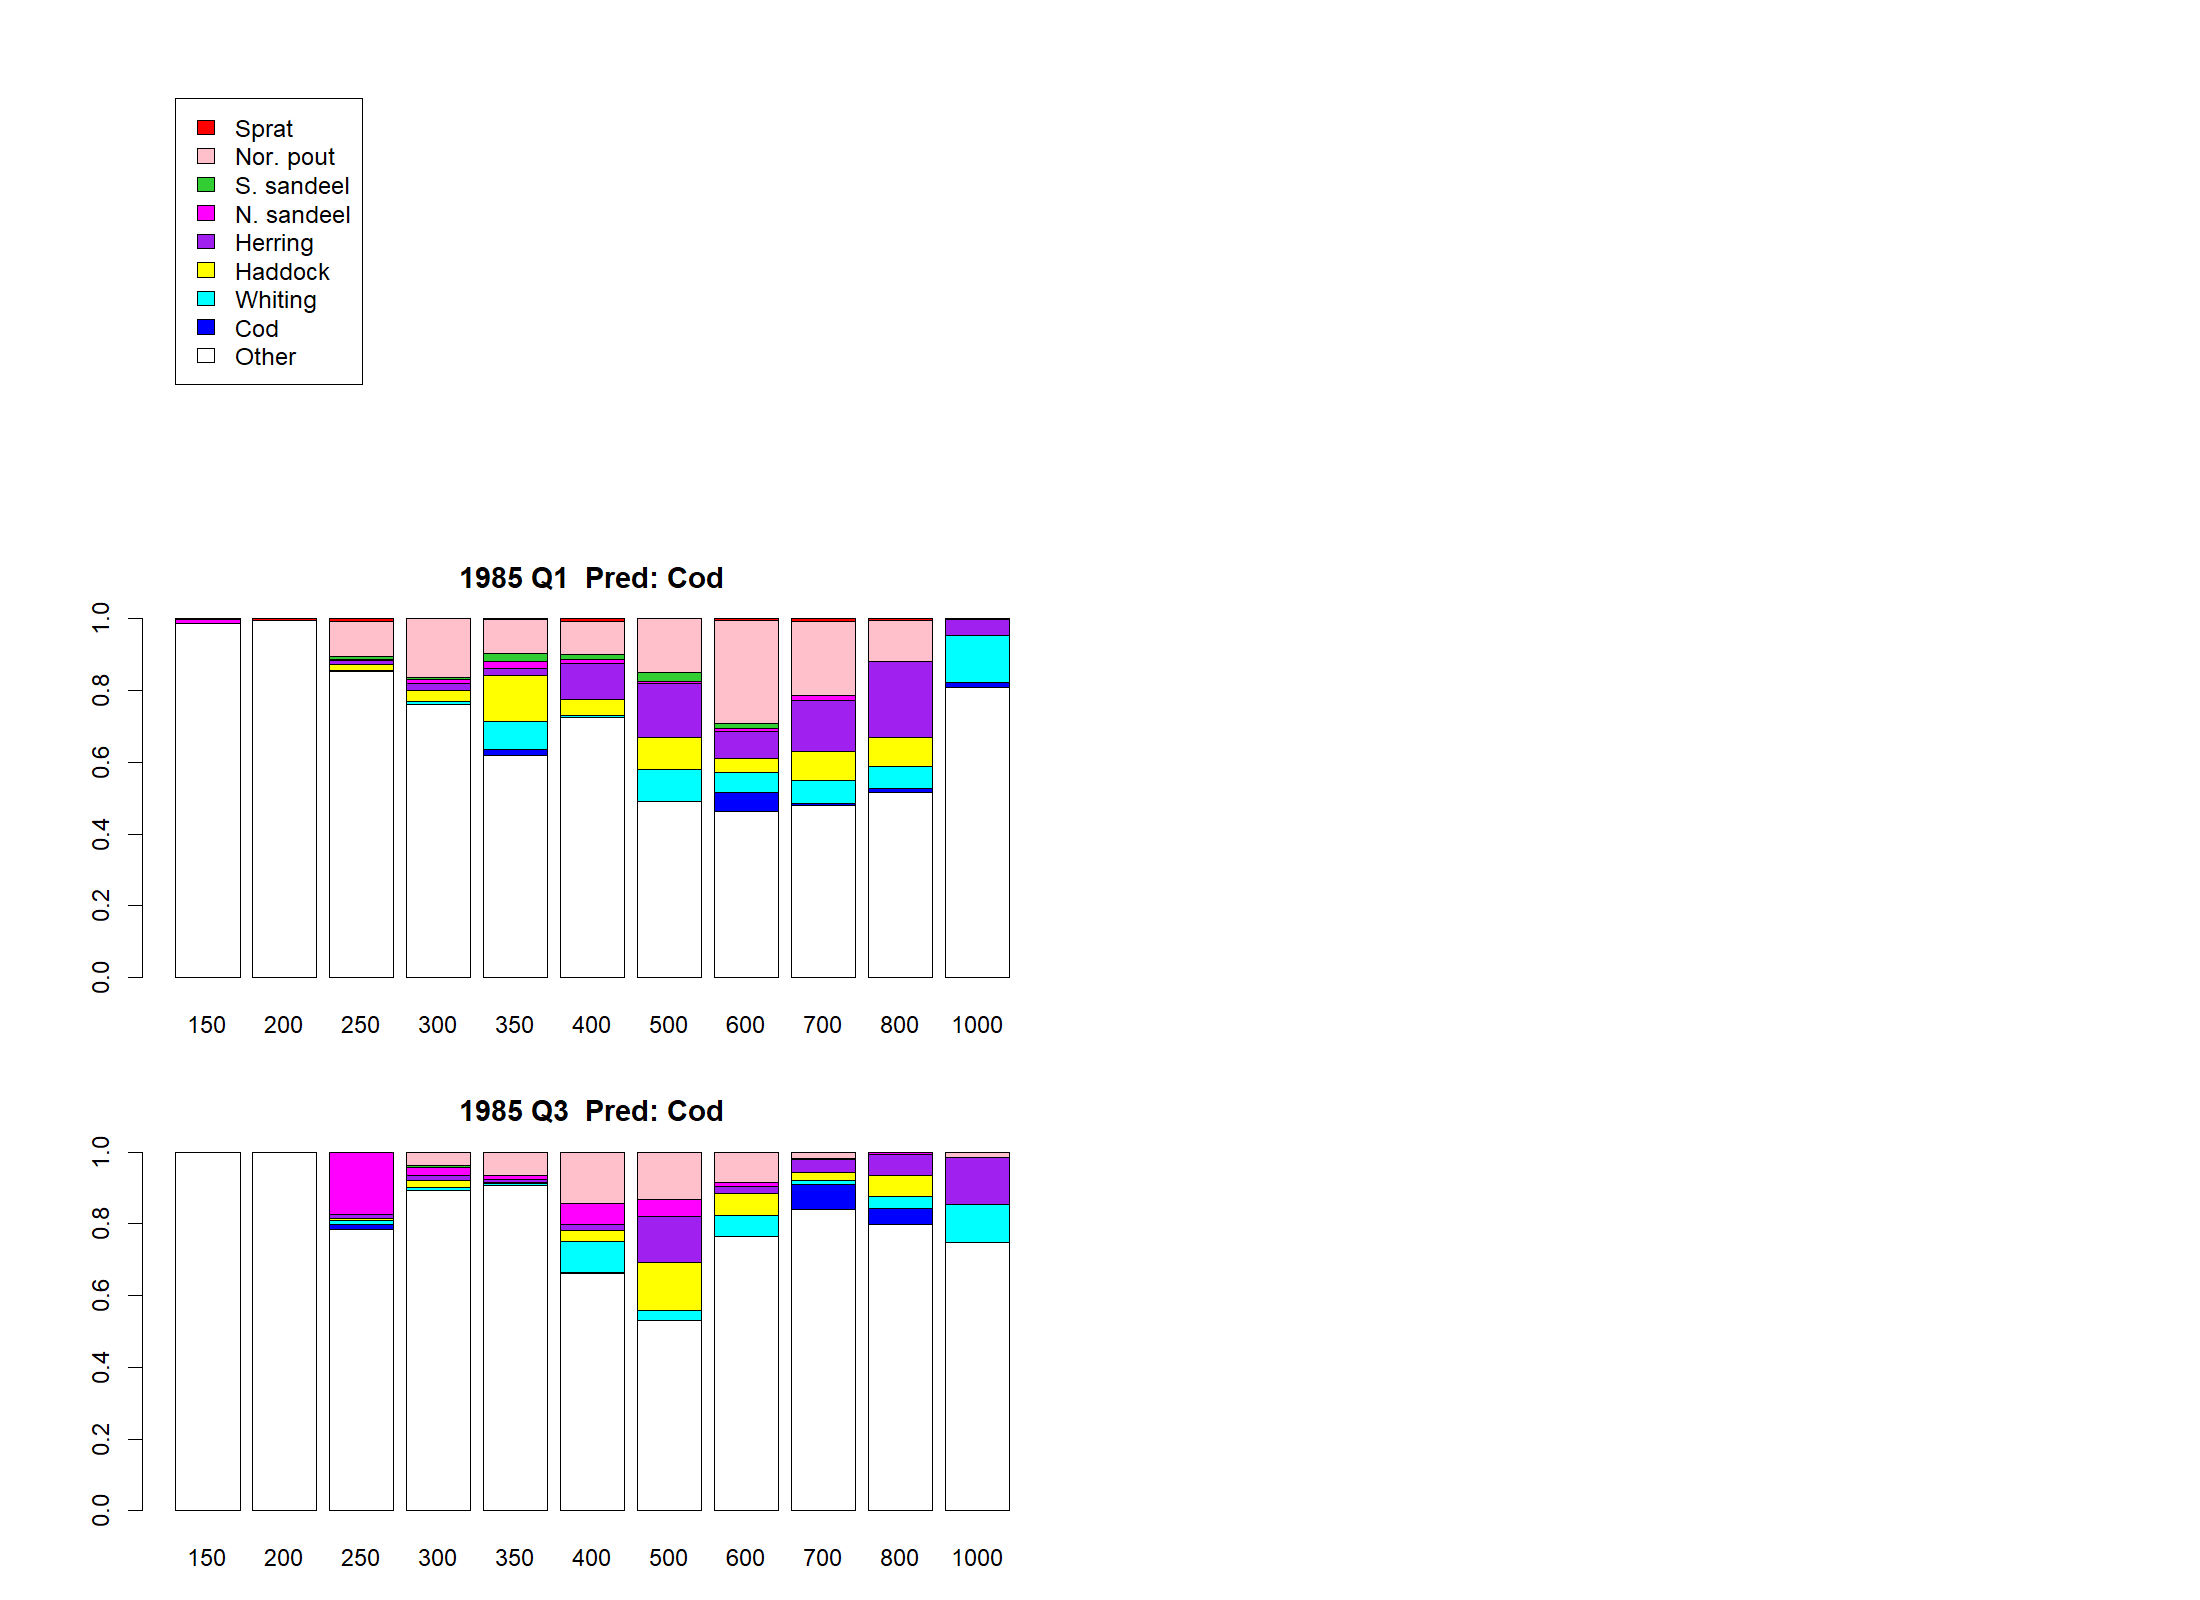 Sprat
Nor. pout
S. sandeel
N. sandeel
Herring
Haddock
Whiting
Cod
Other
1985 Q1  Pred: Cod
1.0
0.8
0.6
0.4
0.2
0.0
150 200 250 300 350 400 500 600 700 800 1000
1985 Q3  Pred: Cod
1.0
0.8
0.6
0.4
0.2
0.0
150 200 250 300 350 400 500 600 700 800 1000